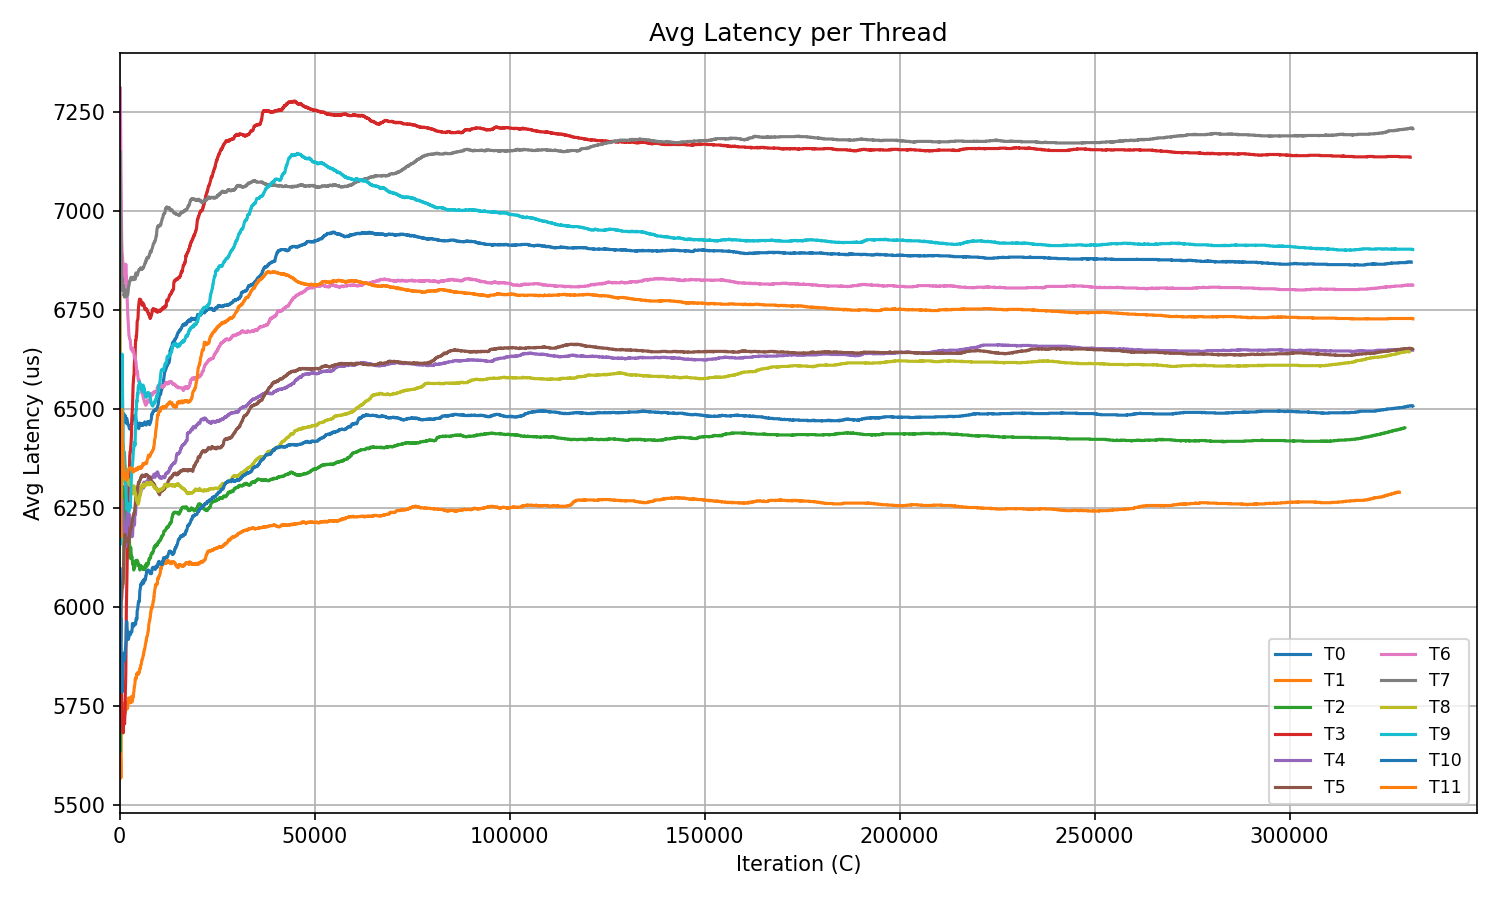 Avg Latency per Thread
Avg Latency (us)
7250
7000
6750
6500
6250
6000
5750
5500
0 50000 100000 150000 200000 250000 300000
Iteration (C)
T0 T6
T1 T7
T2 T8
T3 T9
T4 T10
T5 T11